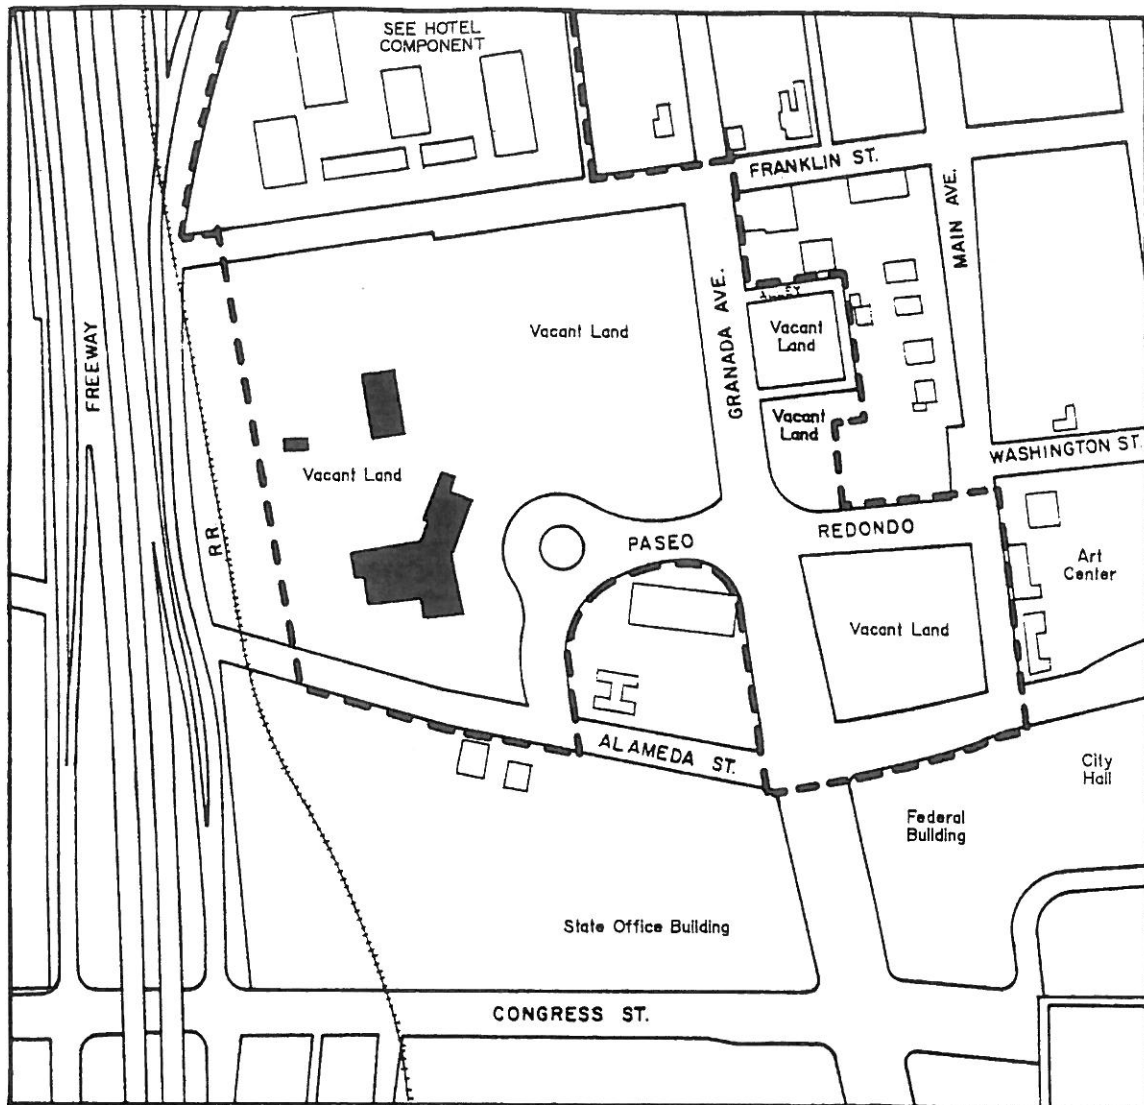 SEE HOTEL
COMPONENT
FRANKLIN ST.
MAIN AVE.
GRANADA AVE.
ALLEY
Vacant Land
Vacant
Land
FREEWAY
Vacant
Land
WASHINGTON ST.
Vacant Land
RR
PASEO
REDONDO
Art
Center
Vacant Land
ALAMEDA ST.
City
Hall
Federal
Building
State Office Building
CONGRESS ST.